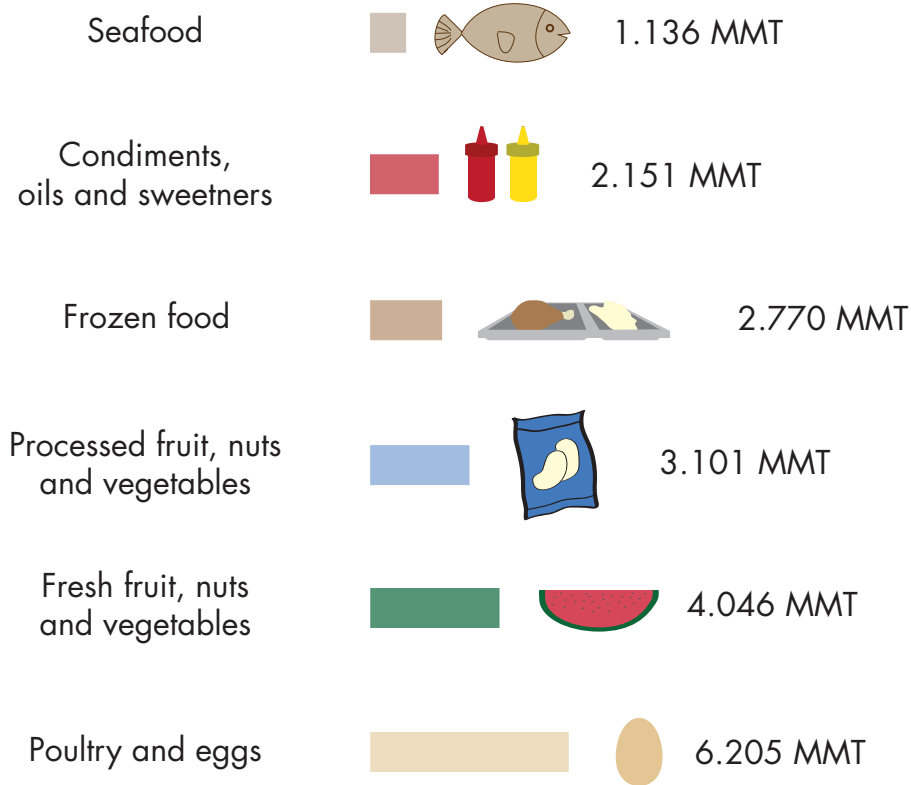 Seafood
1.136 MMT
Condiments,
oils and sweetners
2.151 MMT
Frozen food
2.770 MMT
Processed fruit, nuts
and vegetables
3.101 MMT
Fresh fruit, nuts
and vegetables
4.046 MMT
Poultry and eggs
6.205 MMT